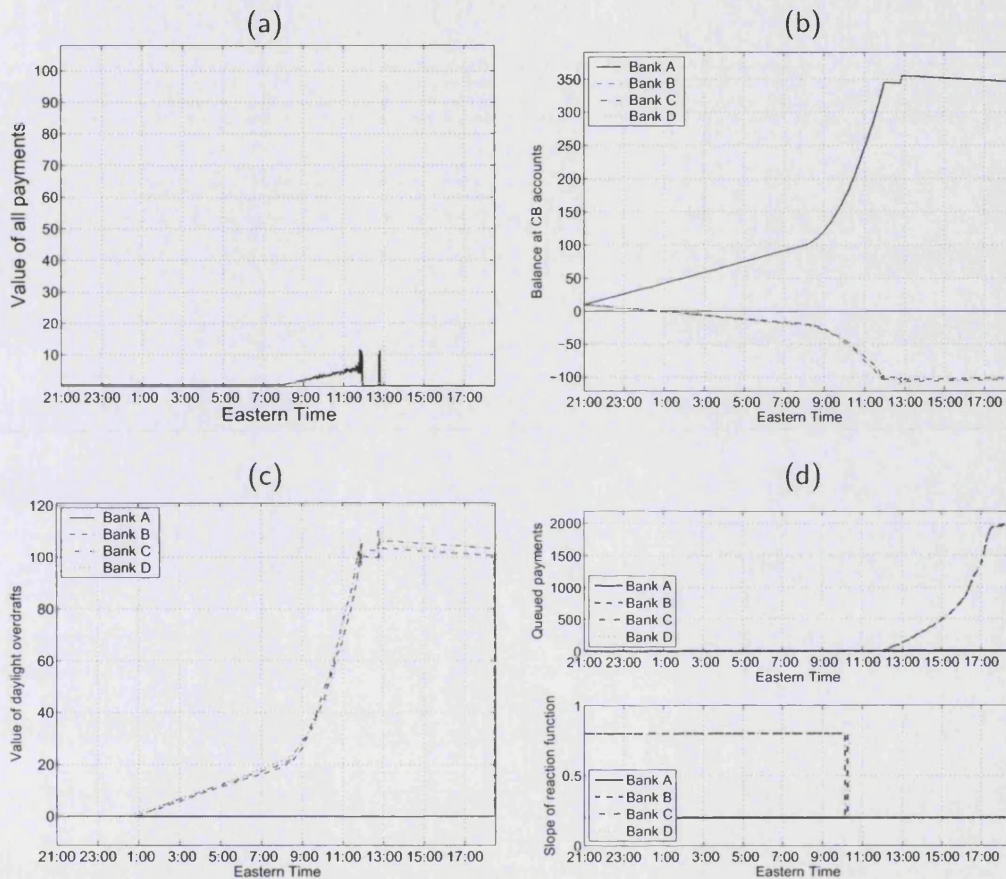 (a)
Value of all payments
100
90
80
70
60
50
40
30
20
10
21:00 23:00 1:00 3:00 5:00 7:00 9:00 11:00 13:00 15:00 17:00
Eastern Time
(b)
Balance at CB accounts
Bank A
Bank B
Bank C
Bank D
350
300
250
200
150
100
50
0
−50
−100
21:00 23:00 1:00 3:00 5:00 7:00 9:00 11:00 13:00 15:00 17:00
Eastern Time
(c)
Value of daylight overdrafts
Bank A
Bank B
Bank C
Bank D
120
100
80
60
40
20
0
21:00 23:00 1:00 3:00 5:00 7:00 9:00 11:00 13:00 15:00 17:00
Eastern Time
(d)
Queued payments
2000
1500
1000
500
0
Bank A
Bank B
Bank C
Bank D
21:00 23:00 1:00 3:00 5:00 7:00 9:00 11:00 13:00 15:00 17:00
Eastern Time
Slope of reaction function
1
0.5
0
Bank A
Bank B
Bank C
Bank D
21:00 23:00 1:00 3:00 5:00 7:00 9:00 11:00 13:00 15:00 17:00
Eastern Time